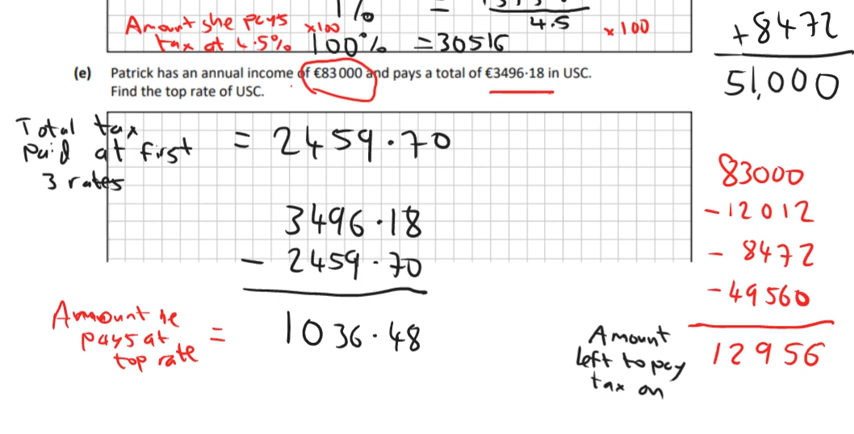 1%
=
4.5
Amount she pays ×100
tax at 4.5% 100% = 30516 ×100
+8472
51,000
(e) Patrick has an annual income of €83 000 and pays a total of €3496·18 in USC.
Find the top rate of USC.
Total tax
paid at first
3 rates
= 2459.70
3496.18
- 2459.70
Amount he
pays at
top rate
= 1036.48
83000
-12012
- 8472
-49560
12956
Amount
left to pay
tax on